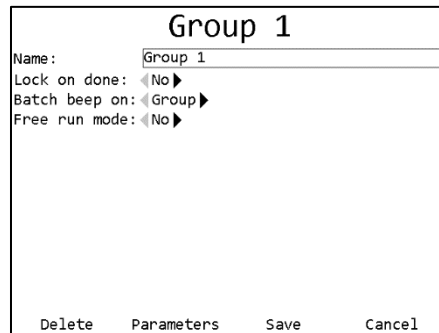 Group 1
Name: Group 1
Lock on done: No
Batch beep on: Group
Free run mode: No
Delete Parameters Save Cancel